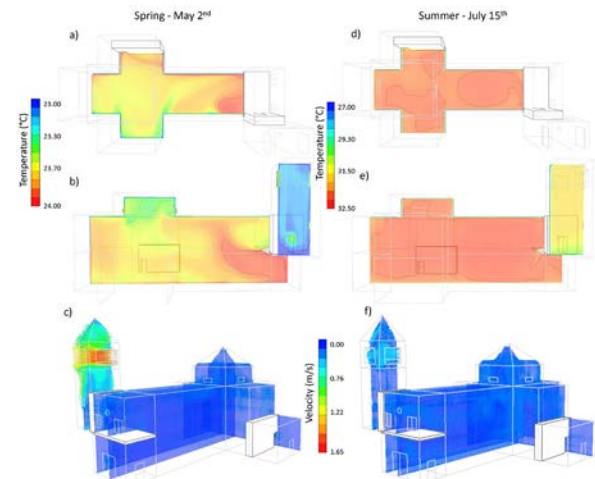 Spring - May 2nd
Summer - July 15th
a)
d)
Temperature (°C)
23.00
23.30
23.70
24.00
Temperature (°C)
27.00
29.30
31.50
32.50
b)
e)
c)
f)
Velocity (m/s)
0.00
0.76
1.22
1.65